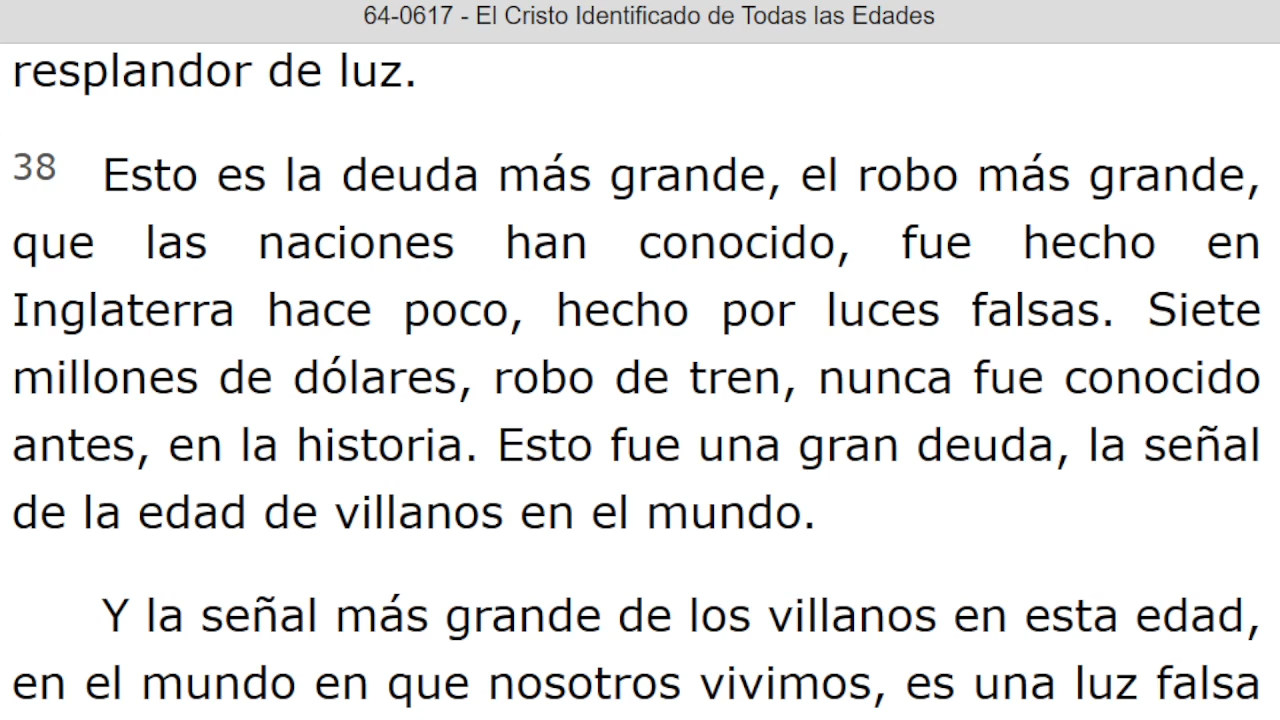 64-0617 - El Cristo Identificado de Todas las Edades
resplandor de luz.
38 Esto es la deuda más grande, el robo más grande,
que las naciones han conocido, fue hecho en
Inglaterra hace poco, hecho por luces falsas. Siete
millones de dólares, robo de tren, nunca fue conocido
antes, en la historia. Esto fue una gran deuda, la señal
de la edad de villanos en el mundo.
Y la señal más grande de los villanos en esta edad,
en el mundo en que nosotros vivimos, es una luz falsa